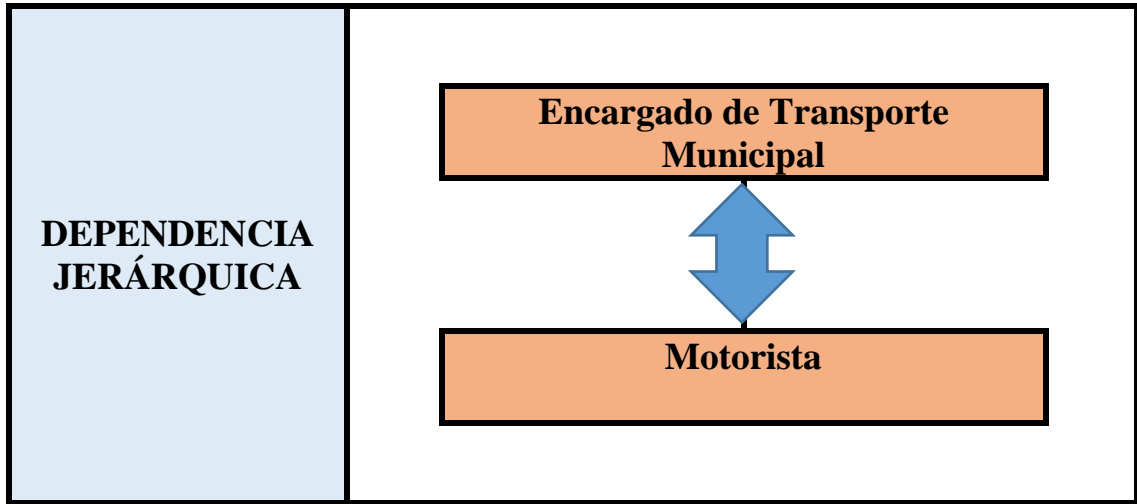 DEPENDENCIA
JERÁRQUICA
Encargado de Transporte
Municipal
Motorista